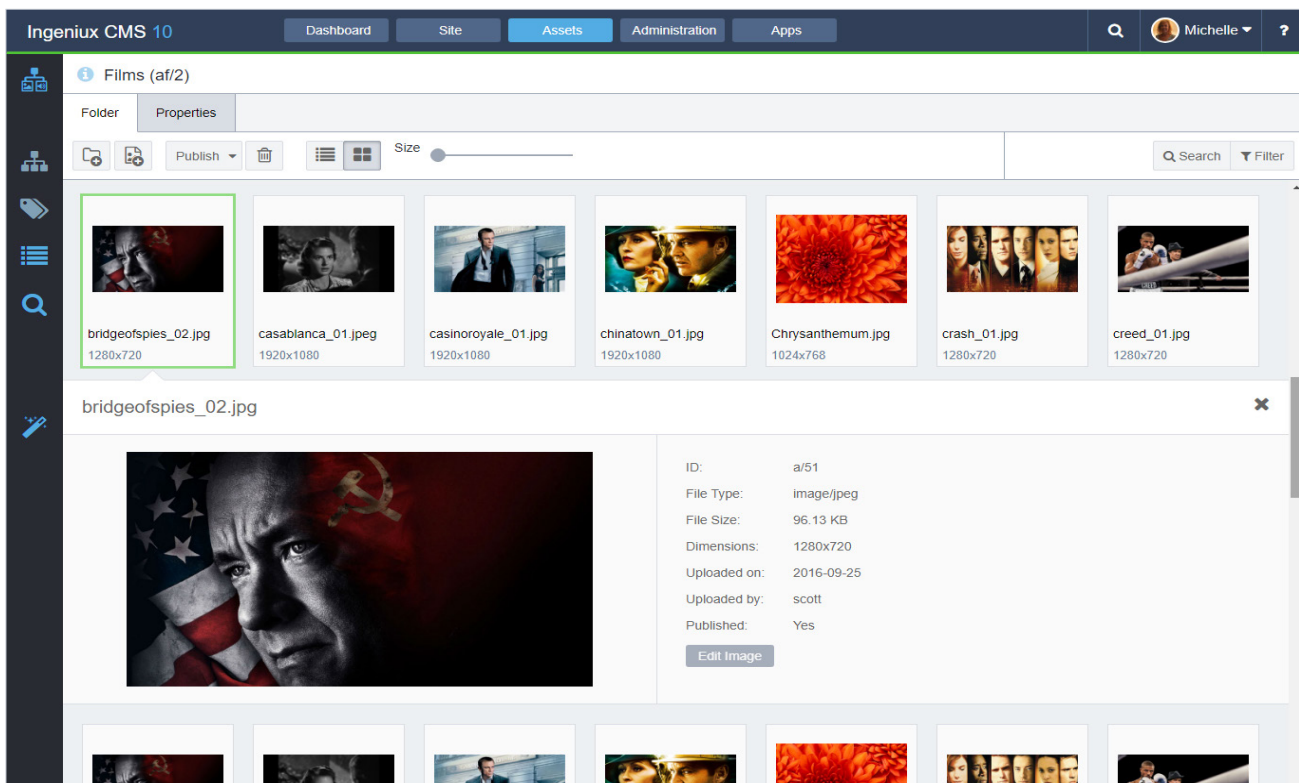 Ingeniux CMS 10 Dashboard Site Assets Administration Apps Michelle ?
Films (af/2)
Folder Properties
Publish Size Search Filter
bridgeofspies_02.jpg casablanca_01.jpeg casinoroyale_01.jpg chinatown_01.jpg Chrysanthemum.jpg crash_01.jpg creed_01.jpg
1280x720 1920x1080 1920x1080 1920x1080 1024x768 1280x720 1280x720
bridgeofspies_02.jpg
ID: a/51
File Type: image/jpeg
File Size: 96.13 KB
Dimensions: 1280x720
Uploaded on: 2016-09-25
Uploaded by: scott
Published: Yes
Edit Image